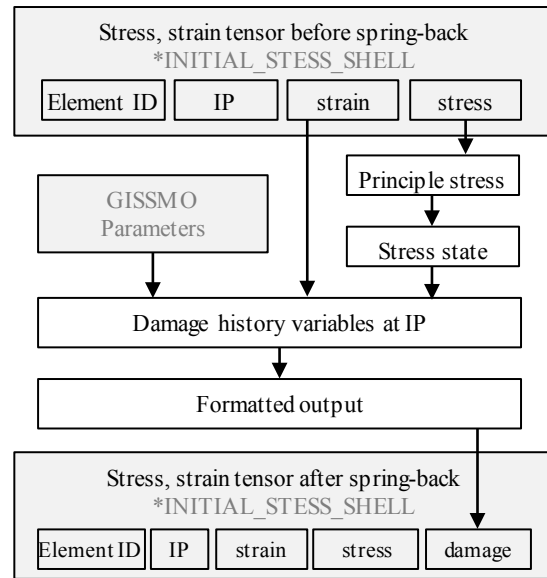 Stress, strain tensor before spring-back
*INITIAL_STESS_SHELL
Element ID
IP
strain
stress
Principle stress
GISSMO
Parameters
Stress state
Damage history variables at IP
Formatted output
Stress, strain tensor after spring-back
*INITIAL_STESS_SHELL
Element ID
IP
strain
stress
damage